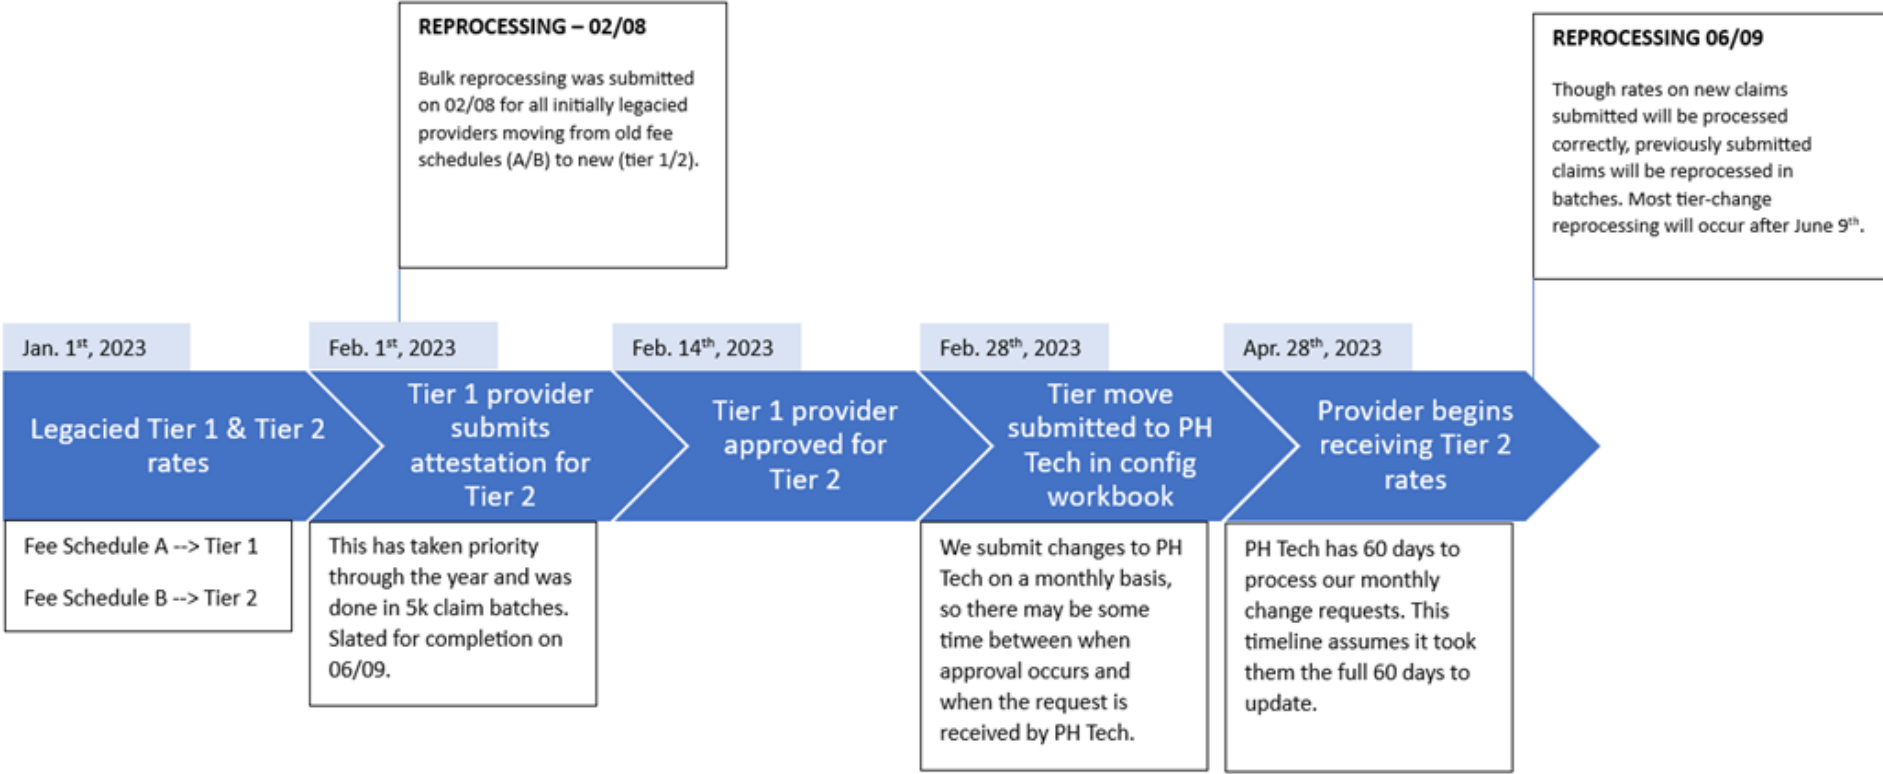 REPROCESSING – 02/08
Bulk reprocessing was submitted
on 02/08 for all initially legacied
providers moving from old fee
schedules (A/B) to new (tier 1/2).
REPROCESSING 06/09
Though rates on new claims
submitted will be processed
correctly, previously submitted
claims will be reprocessed in
batches. Most tier-change
reprocessing will occur after June 9th.
Jan. 1st, 2023
Legacied Tier 1 & Tier 2
rates
Fee Schedule A --> Tier 1
Fee Schedule B --> Tier 2
Feb. 1st, 2023
Tier 1 provider
submits
attestation for
Tier 2
This has taken priority
through the year and was
done in 5k claim batches.
Slated for completion on
06/09.
Feb. 14th, 2023
Tier 1 provider
approved for
Tier 2
Feb. 28th, 2023
Tier move
submitted to PH
Tech in config
workbook
We submit changes to PH
Tech on a monthly basis,
so there may be some
time between when
approval occurs and
when the request is
received by PH Tech.
Apr. 28th, 2023
Provider begins
receiving Tier 2
rates
PH Tech has 60 days to
process our monthly
change requests. This
timeline assumes it took
them the full 60 days to
update.